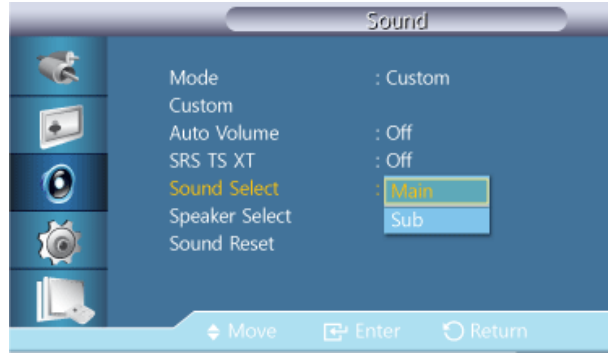 Sound
Mode : Custom
Custom
Auto Volume : Off
SRS TS XT : Off
Sound Select : Main
Speaker Select Sub
Sound Reset
Move Enter Return